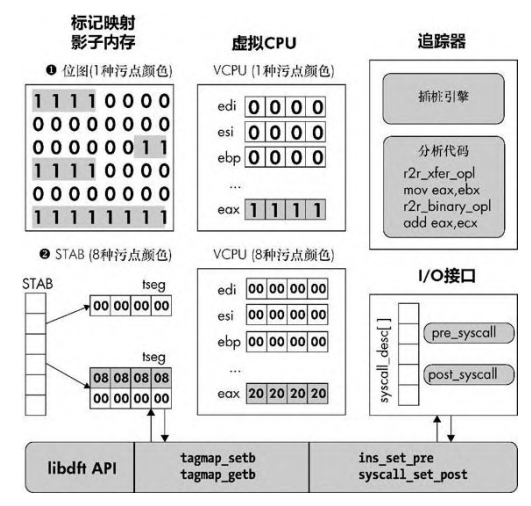 标记映射
影子内存
❶ 位图(1种污点颜色)
1 1 1 1 0 0 0 0
0 0 0 0 0 0 0 0
0 0 0 0 0 0 1 1
1 1 1 1 0 0 0 0
0 0 0 0 0 0 0 0
1 1 1 1 1 1 1 1
❷ STAB (8种污点颜色)
STAB
tseg
00 00 00 00
tseg
08 08 08 08
00 00 00 00
虚拟CPU
VCPU (1种污点颜色)
edi 0 0 0 0
esi 0 0 0 0
ebp 0 0 0 0
...
eax 1 1 1 1
VCPU (8种污点颜色)
edi 00 00 00 00
esi 00 00 00 00
ebp 00 00 00 00
...
eax 20 20 20 20
追踪器
插桩引擎
分析代码
r2r_xfer_opl
mov eax,ebx
r2r_binary_opl
add eax,ecx
I/O接口
syscall_desc[ ]
pre_syscall
post_syscall
libdft API
tagmap_setb
tagmap_getb
ins_set_pre
syscall_set_post